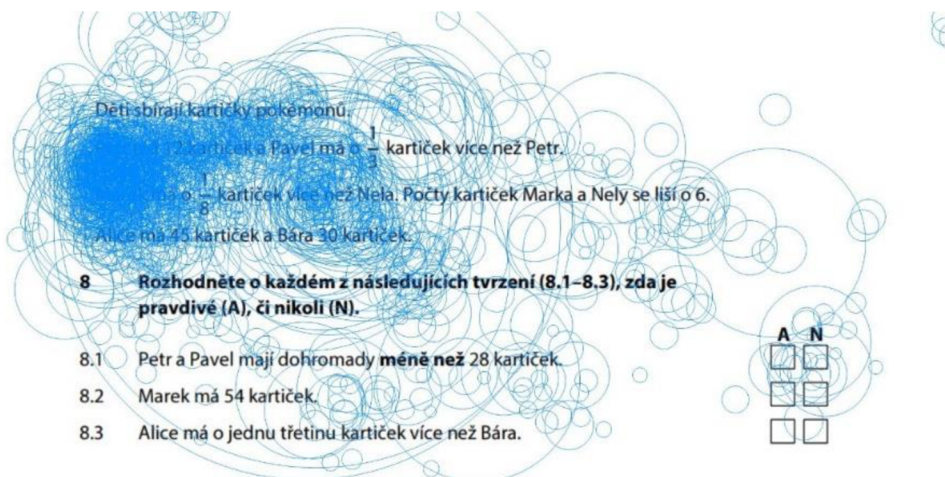 Děti sbírají kartičky pokémonů.
12 kartiček a Pavel má o 1/3 kartiček více než Petr.
má o 1/8 kartiček více než Nela. Počty kartiček Marka a Nely se liší o 6.
Alice má 45 kartiček a Bára 30 kartiček.
8 Rozhodněte o každém z následujících tvrzení (8.1–8.3), zda je
pravdivé (A), či nikoli (N).
A N
8.1 Petr a Pavel mají dohromady méně než 28 kartiček.
8.2 Marek má 54 kartiček.
8.3 Alice má o jednu třetinu kartiček více než Bára.